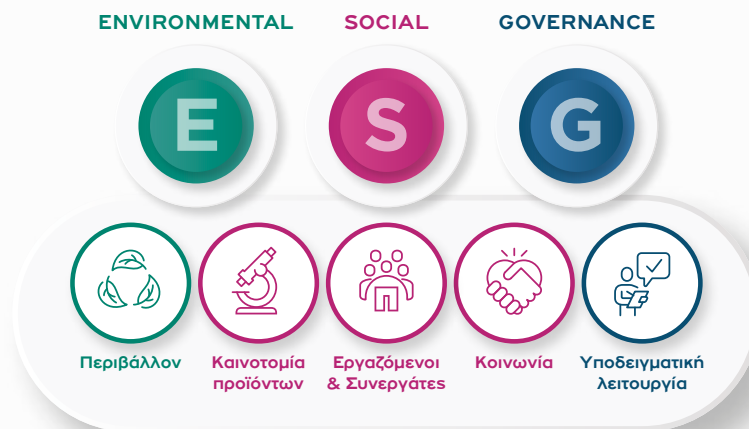 ENVIRONMENTAL SOCIAL GOVERNANCE
E S G
Περιβάλλον Καινοτομία Εργαζόμενοι Κοινωνία Υποδειγματική
προϊόντων & Συνεργάτες λειτουργία